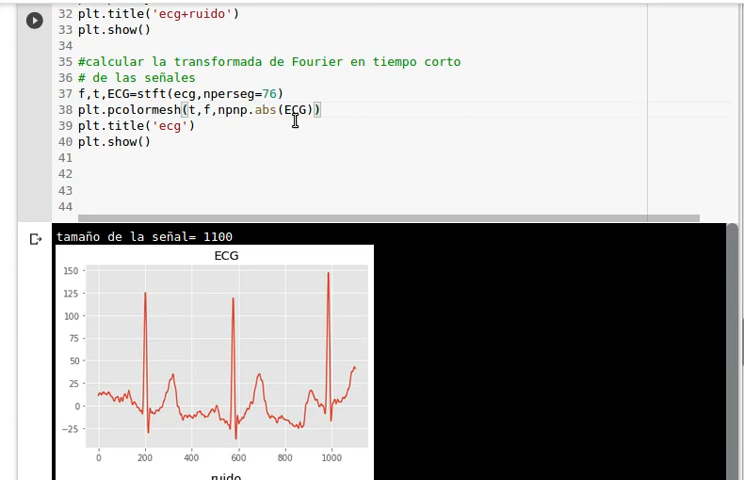 32 plt.title('ecg+ruido')
33 plt.show()
34
35 #calcular la transformada de Fourier en tiempo corto
36 # de las señales
37 f,t,ECG=stft(ecg,nperseg=76)
38 plt.pcolormesh(t,f,npnp.abs(ECG))
39 plt.title('ecg')
40 plt.show()
41
42
43
44
tamaño de la señal= 1100
ECG
150
125
100
75
50
25
0
−25
0 200 400 600 800 1000
ruido